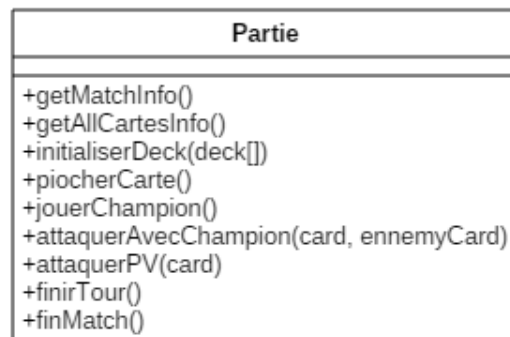 Partie
+getMatchInfo()
+getAllCartesInfo()
+initialiserDeck(deck[])
+piocherCarte()
+jouerChampion()
+attaquerAvecChampion(card, ennemyCard)
+attaquerPV(card)
+finirTour()
+finMatch()